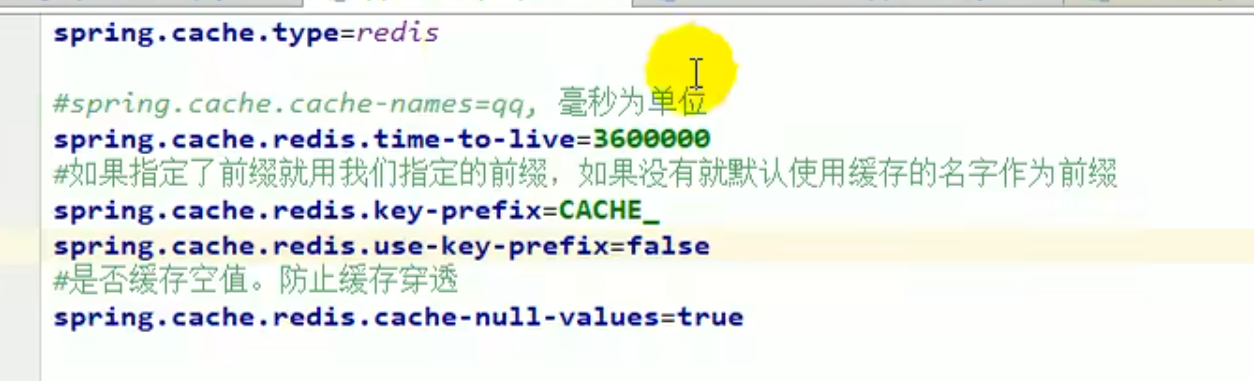 spring.cache.type=redis
#spring.cache.cache-names=qq, 毫秒为单位
spring.cache.redis.time-to-live=3600000
#如果指定了前缀就用我们指定的前缀，如果没有就默认使用缓存的名字作为前缀
spring.cache.redis.key-prefix=CACHE_
spring.cache.redis.use-key-prefix=false
#是否缓存空值。防止缓存穿透
spring.cache.redis.cache-null-values=true